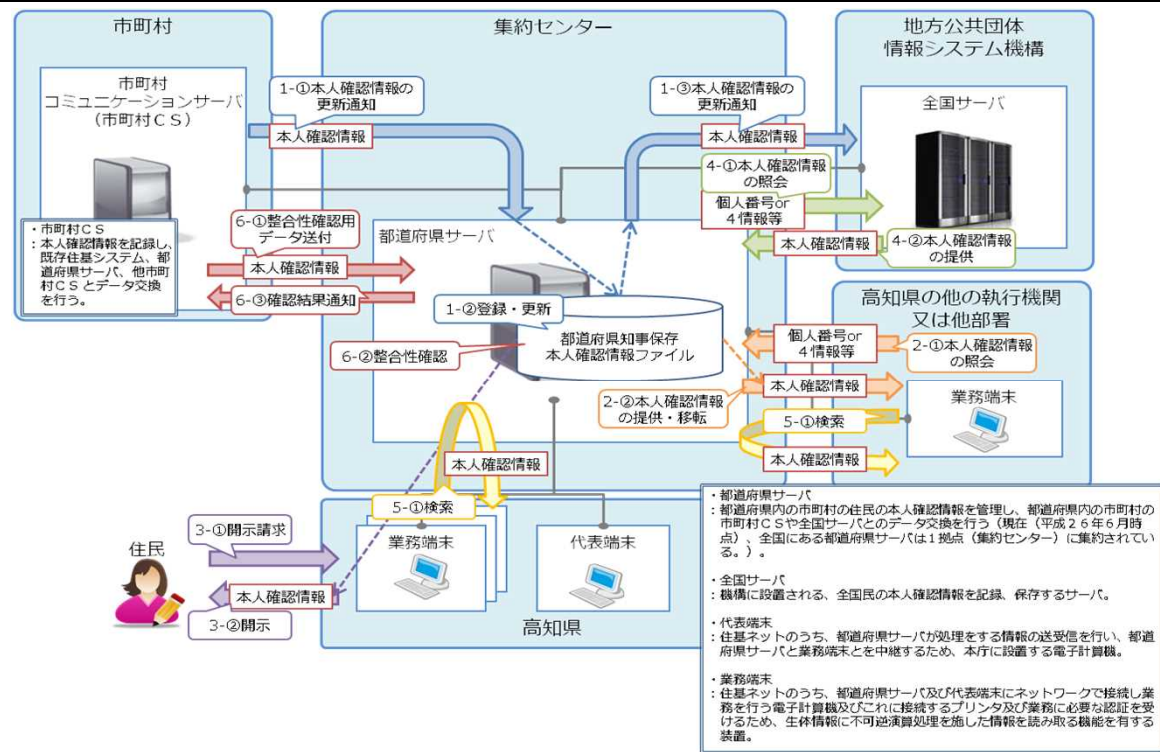 市町村
市町村
コミュニケーションサーバ
(市町村CS)
・市町村CS
:本人確認情報を記録し、
既存住基システム、都
道府県サーバ、他市町
村CSとデータ交換
を行う。
集約センター
1-①本人確認情報の
更新通知
本人確認情報
1-③本人確認情報の
更新通知
本人確認情報
地方公共団体
情報システム機構
全国サーバ
4-①本人確認情報
の照会
個人番号or
4情報等
本人確認情報
4-②本人確認情報
の提供
6-①整合性確認用
データ送付
本人確認情報
6-③確認結果通知
都道府県サーバ
1-②登録・更新
6-②整合性確認
都道府県知事保存
本人確認情報ファイル
高知県の他の執行機関
又は他部署
個人番号or
4情報等
2-①本人確認情報
の照会
本人確認情報
2-②本人確認情報
の提供・移転
業務端末
5-①検索
本人確認情報
本人確認情報
5-①検索
業務端末
代表端末
高知県
住民
3-①開示請求
本人確認情報
3-②開示
・都道府県サーバ
:都道府県内の市町村の住民の本人確認情報を管理し、都道府県内の市町村の
市町村CSや全国サーバとのデータ交換を行う(現在(平成26年6月時
点)、全国にある都道府県サーバは1拠点(集約センター)に集約されてい
る。)。
・全国サーバ
:機構に設置される、全国民の本人確認情報を記録、保存するサーバ。
・代表端末
:住基ネットのうち、都道府県サーバが処理をする情報の送受信を行い、都道
府県サーバと業務端末とを中継するため、本庁に設置する電子計算機。
・業務端末
:住基ネットのうち、都道府県サーバ及び代表端末にネットワークで接続し業
務を行う電子計算機及びこれに接続するプリンタ及び業務に必要な認証を受
けるため、生体情報に不可逆演算処理を施した情報を読み取る機能を有する
装置。